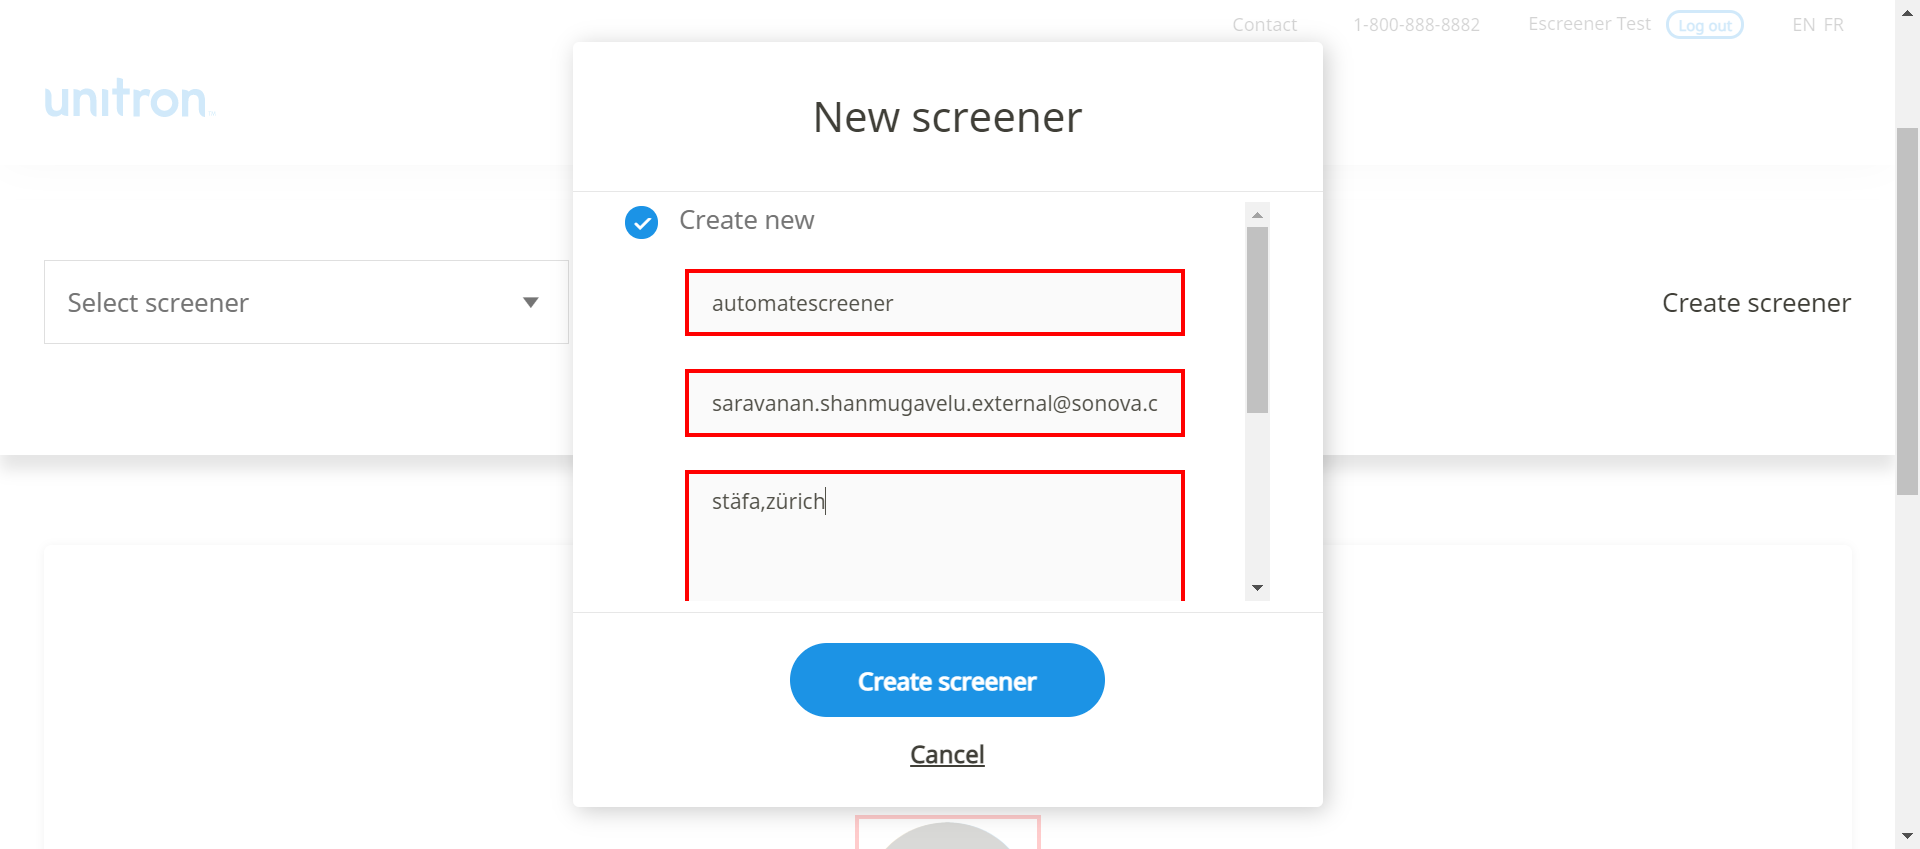 Contact 1-800-888-8882 Escreener Test Log out EN FR
unitron
New screener
Create new
automatescreener
Select screener
Create screener
saravanan.shanmugavelu.external@sonova.c
stäfa,zürich
Create screener
Cancel